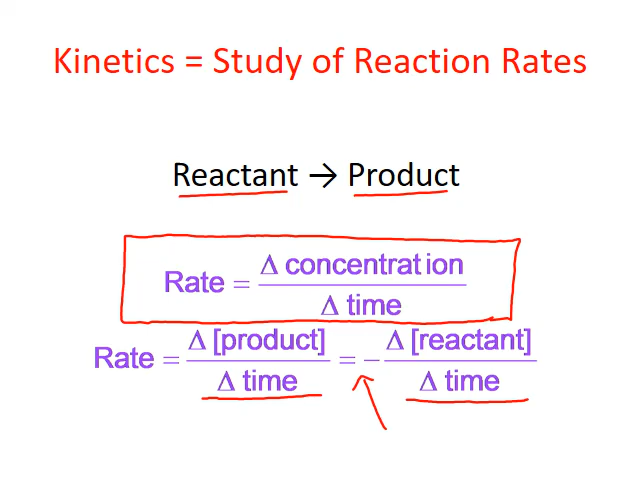 Kinetics = Study of Reaction Rates
Reactant → Product
Rate = Δ concentration / Δ time
Rate = Δ [product] / Δ time = − Δ [reactant] / Δ time